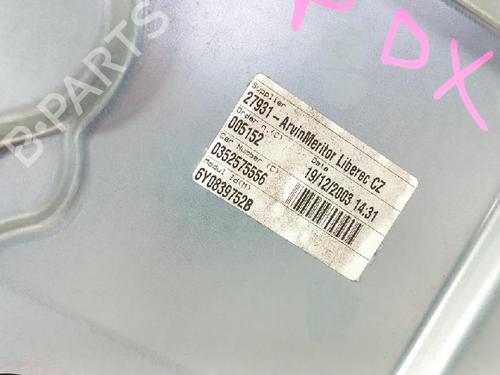 B-PARTS
DX
Supplier
27931-ArvinMeritor Liberec CZ
Order n.(C)
005152
Date
19/12/2003 14:31
Car Number (C)
0352575556
Modul Id(M)
6Y0839752B